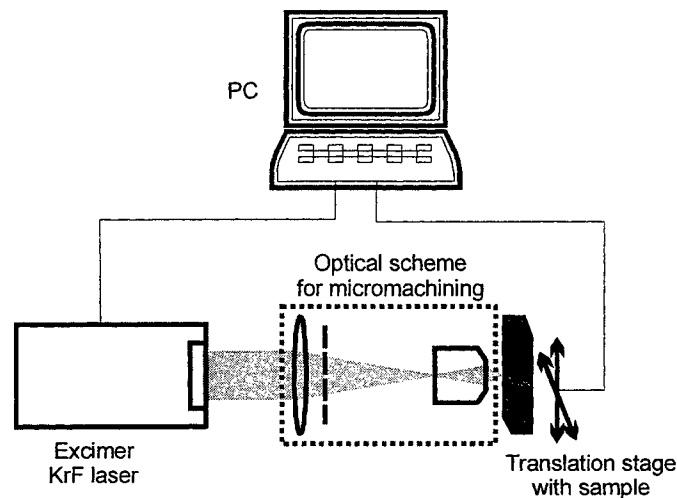 PC
Optical scheme
for micromachining
Excimer
KrF laser
Translation stage
with sample